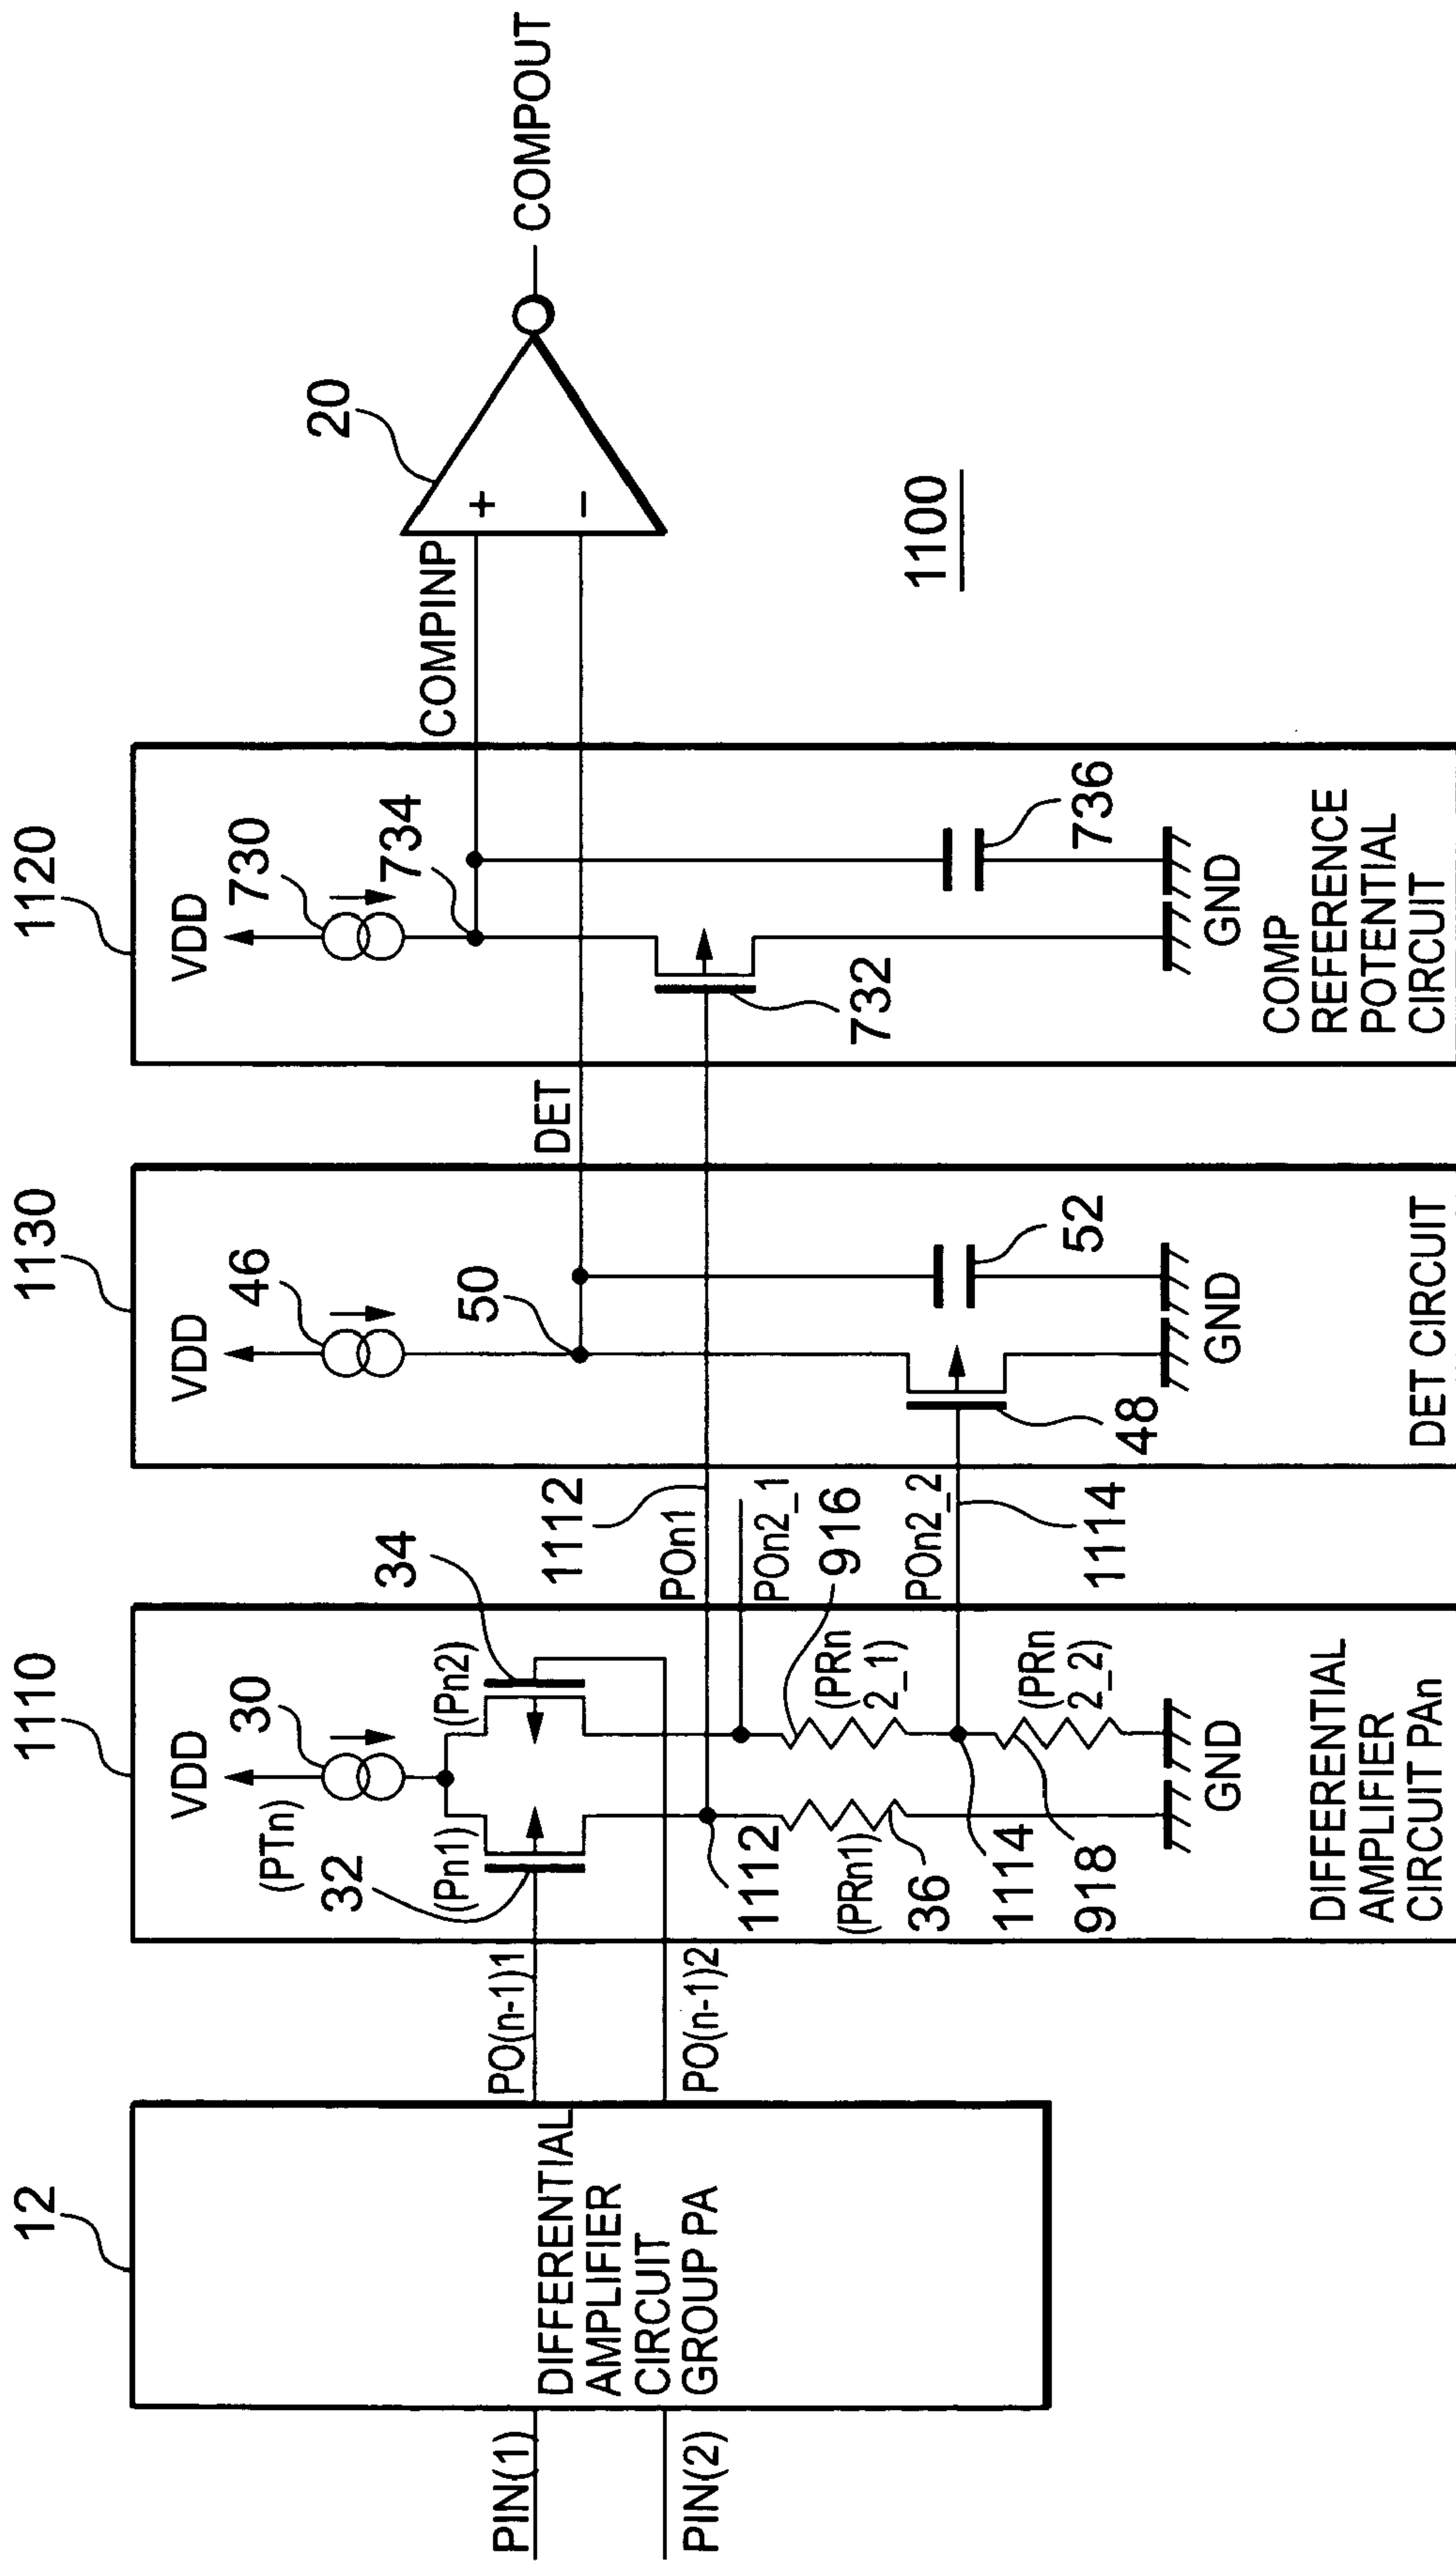 12
PIN(1)
PIN(2)
DIFFERENTIAL
AMPLIFIER
CIRCUIT
GROUP PA
PO(n-1)1
PO(n-1)2
1110
VDD
30
(PTn)
32
(Pn1)
(Pn2)
34
1112
(PRn1)
36
916
(PRn
2_1)
1114
918
(PRn
2_2)
GND
DIFFERENTIAL
AMPLIFIER
CIRCUIT PAn
1112
POn1
POn2_1
POn2_2
1114
1130
VDD
46
50
48
52
GND
DET CIRCUIT
DET
1120
VDD
730
734
732
736
GND
COMP
REFERENCE
POTENTIAL
CIRCUIT
COMPINP
20
+
−
COMPOUT
1100